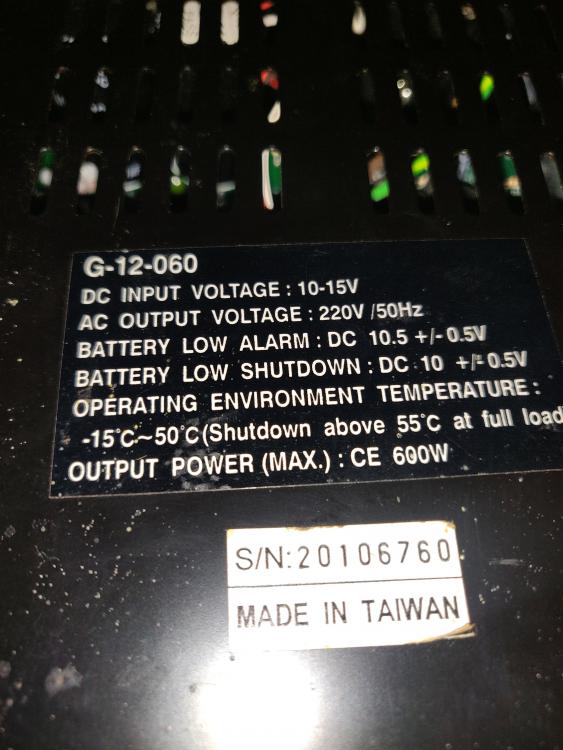 G-12-060
DC INPUT VOLTAGE : 10-15V
AC OUTPUT VOLTAGE : 220V /50Hz
BATTERY LOW ALARM : DC 10.5 +/- 0.5V
BATTERY LOW SHUTDOWN : DC 10 +/- 0.5V
OPERATING ENVIRONMENT TEMPERATURE :
-15°C~50°C(Shutdown above 55°C at full load
OUTPUT POWER (MAX.) : CE 600W
S/N:20106760
MADE IN TAIWAN